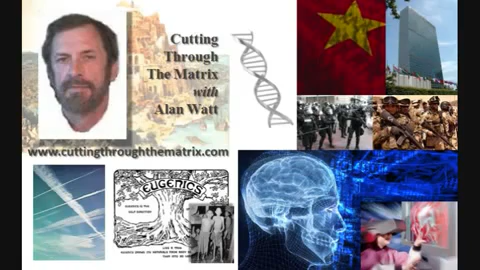 Cutting
Through
The Matrix
with
Alan Watt
www.cuttingthroughthematrix.com
EUGENICS